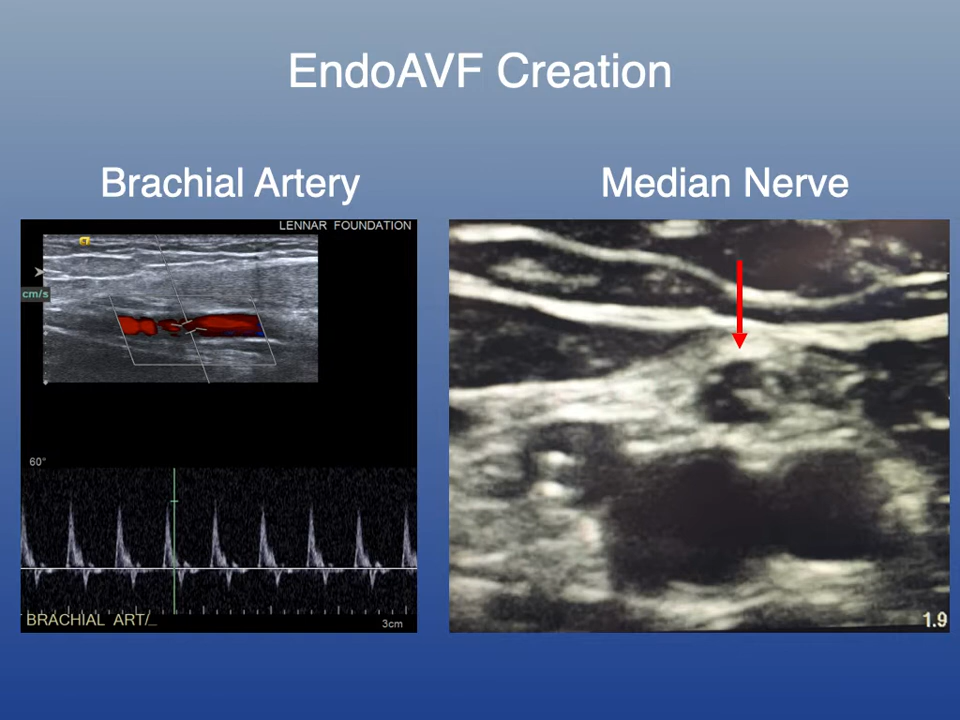 EndoAVF Creation
Brachial Artery
Median Nerve
LENNAR FOUNDATION
cm/s
60°
BRACHIAL ART/_
3cm
1.9